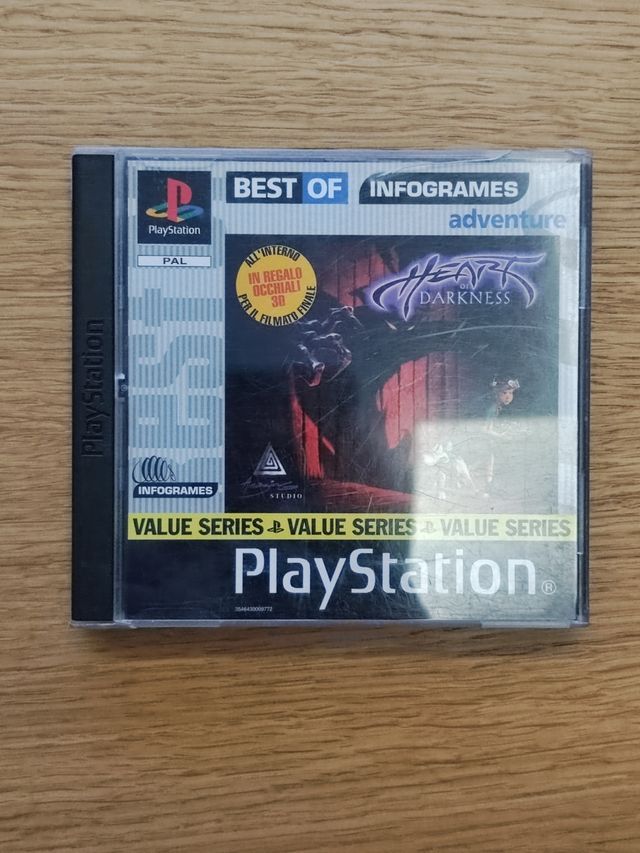 PlayStation
PlayStation
PAL
BEST OF
INFOGRAMES
adventure
ALL'INTERNO
IN REGALO
OCCHIALI
3D
PER IL FILMATO FINALE
HEART
OF
DARKNESS
BEST
INFOGRAMES
STUDIO
VALUE SERIES VALUE SERIES VALUE SERIES
PlayStation®